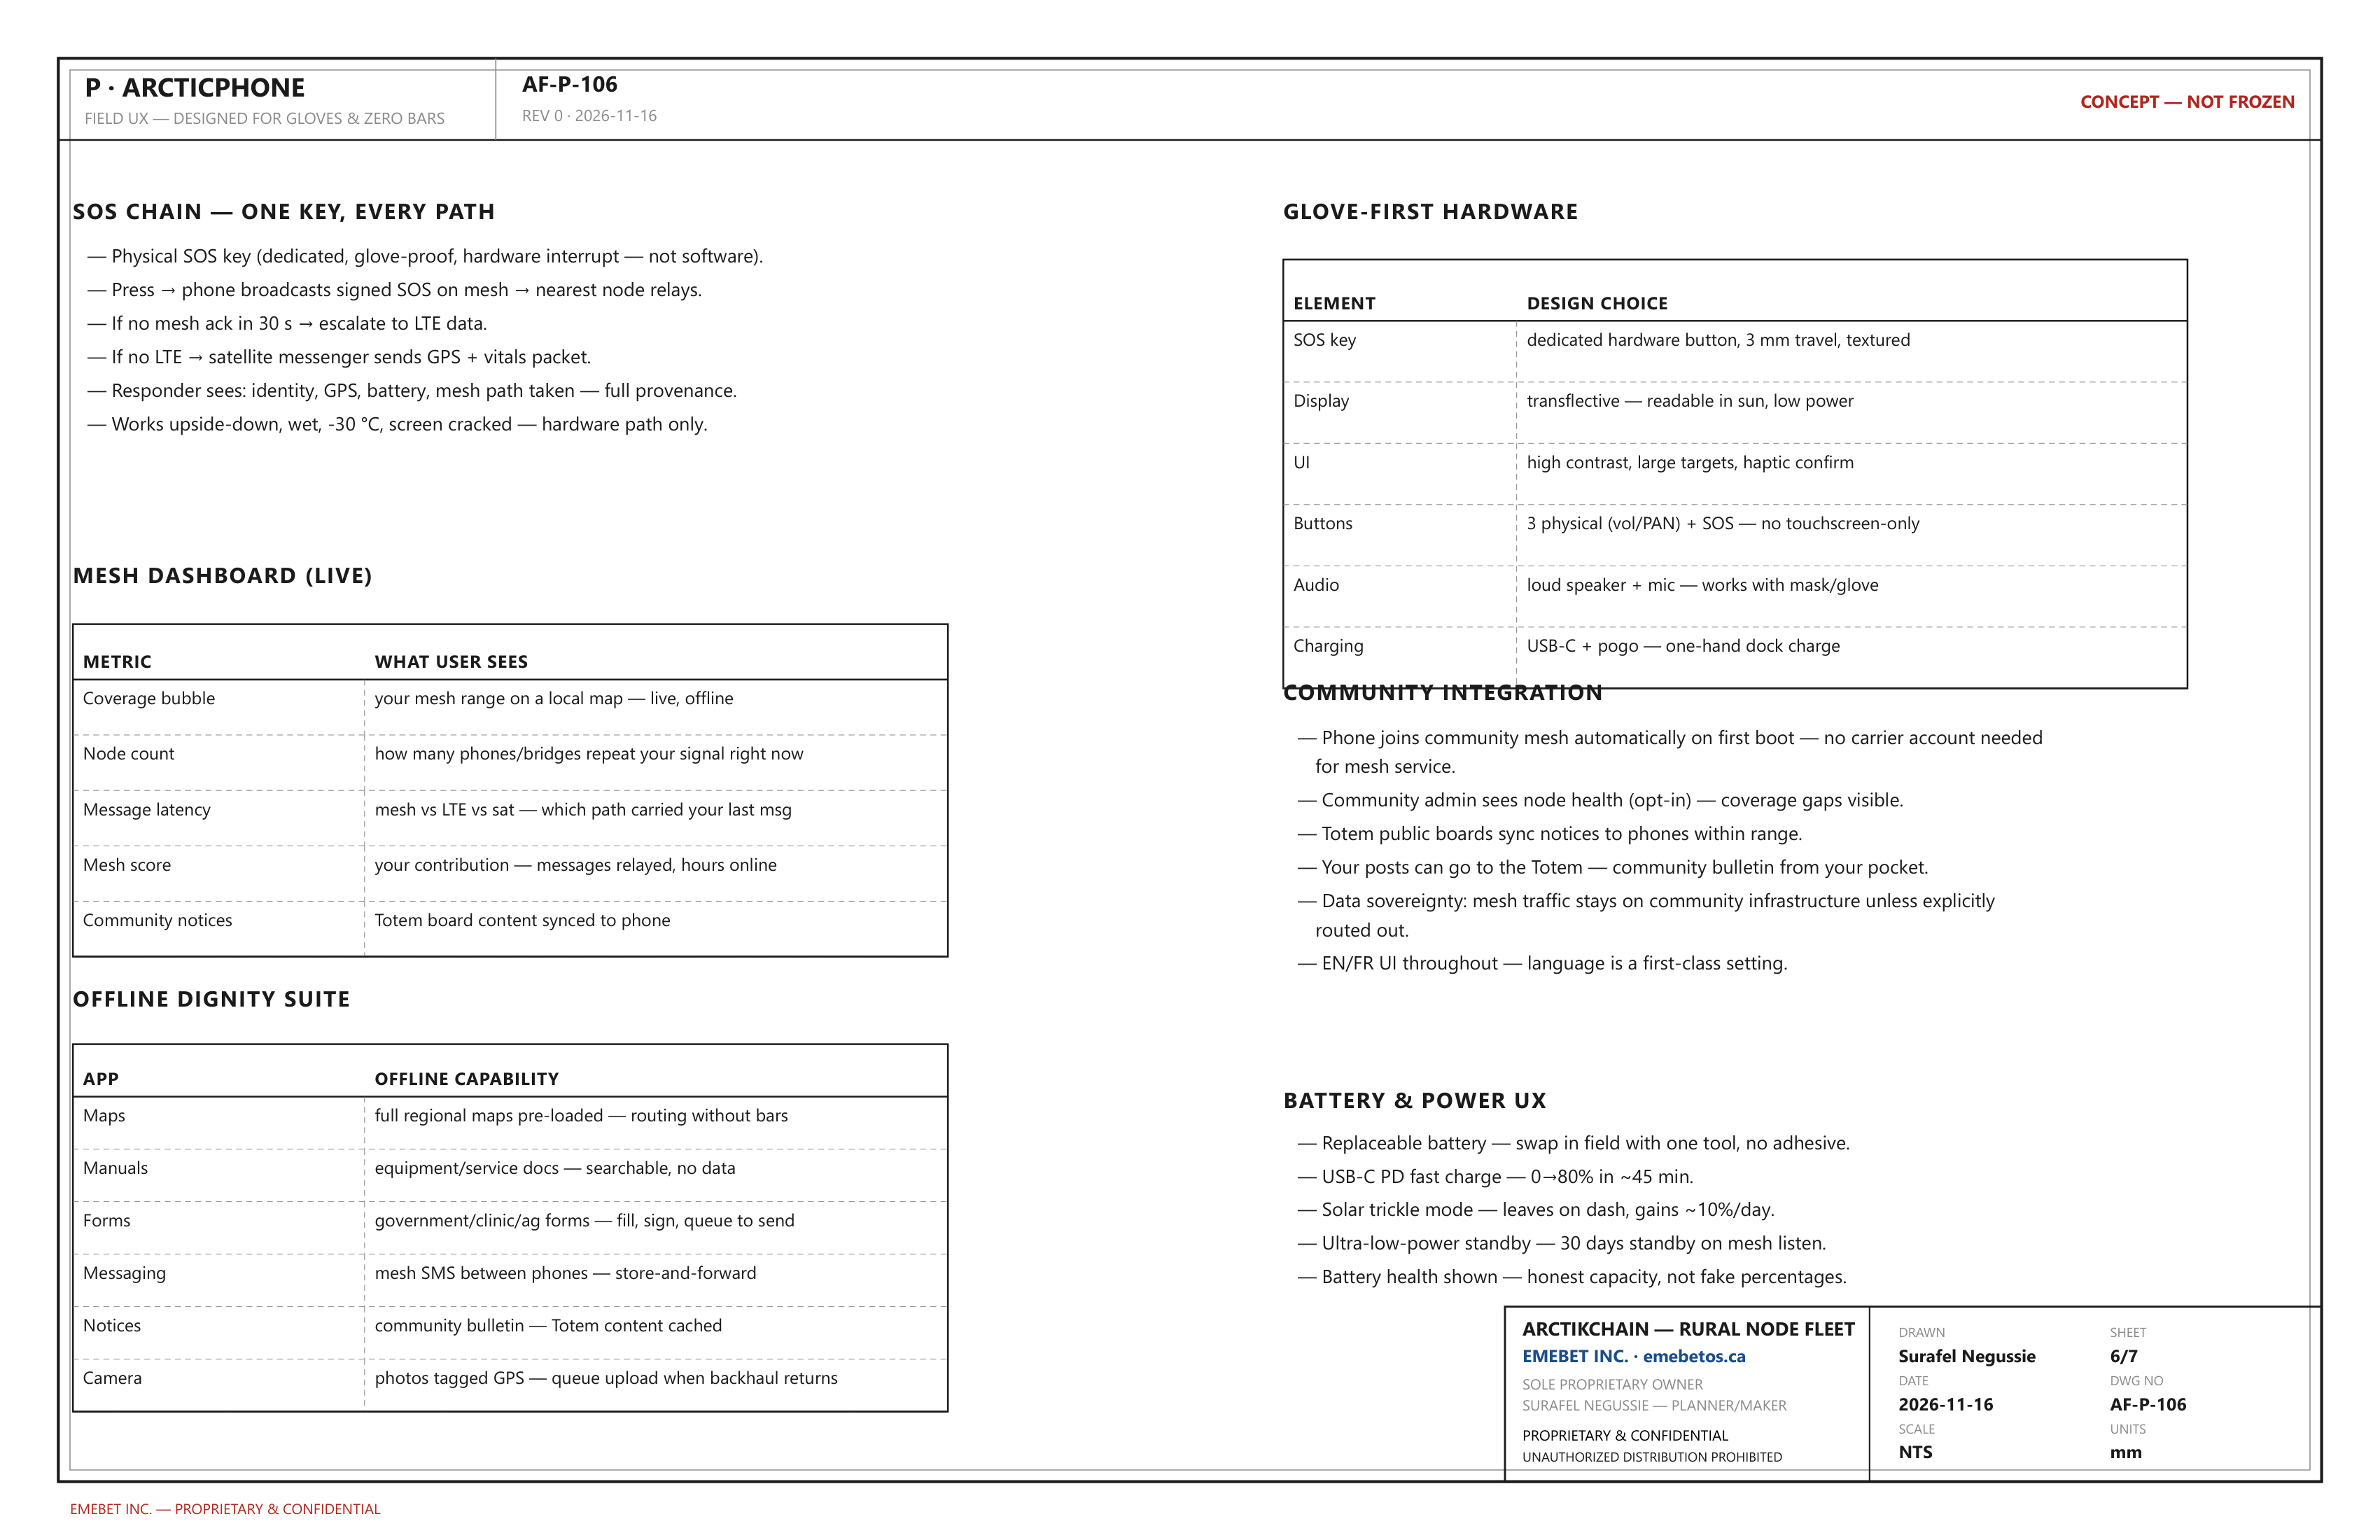 P · ARCTICPHONE
FIELD UX — DESIGNED FOR GLOVES & ZERO BARS
AF-P-106
REV 0 · 2026-11-16
CONCEPT — NOT FROZEN
SOS CHAIN — ONE KEY, EVERY PATH
— Physical SOS key (dedicated, glove-proof, hardware interrupt — not software).
— Press → phone broadcasts signed SOS on mesh → nearest node relays.
— If no mesh ack in 30 s → escalate to LTE data.
— If no LTE → satellite messenger sends GPS + vitals packet.
— Responder sees: identity, GPS, battery, mesh path taken — full provenance.
— Works upside-down, wet, -30 °C, screen cracked — hardware path only.
MESH DASHBOARD (LIVE)
METRIC WHAT USER SEES
Coverage bubble your mesh range on a local map — live, offline
Node count how many phones/bridges repeat your signal right now
Message latency mesh vs LTE vs sat — which path carried your last msg
Mesh score your contribution — messages relayed, hours online
Community notices Totem board content synced to phone
OFFLINE DIGNITY SUITE
APP OFFLINE CAPABILITY
Maps full regional maps pre-loaded — routing without bars
Manuals equipment/service docs — searchable, no data
Forms government/clinic/ag forms — fill, sign, queue to send
Messaging mesh SMS between phones — store-and-forward
Notices community bulletin — Totem content cached
Camera photos tagged GPS — queue upload when backhaul returns
GLOVE-FIRST HARDWARE
ELEMENT DESIGN CHOICE
SOS key dedicated hardware button, 3 mm travel, textured
Display transflective — readable in sun, low power
UI high contrast, large targets, haptic confirm
Buttons 3 physical (vol/PAN) + SOS — no touchscreen-only
Audio loud speaker + mic — works with mask/glove
Charging USB-C + pogo — one-hand dock charge
COMMUNITY INTEGRATION
— Phone joins community mesh automatically on first boot — no carrier account needed
for mesh service.
— Community admin sees node health (opt-in) — coverage gaps visible.
— Totem public boards sync notices to phones within range.
— Your posts can go to the Totem — community bulletin from your pocket.
— Data sovereignty: mesh traffic stays on community infrastructure unless explicitly
routed out.
— EN/FR UI throughout — language is a first-class setting.
BATTERY & POWER UX
— Replaceable battery — swap in field with one tool, no adhesive.
— USB-C PD fast charge — 0→80% in ~45 min.
— Solar trickle mode — leaves on dash, gains ~10%/day.
— Ultra-low-power standby — 30 days standby on mesh listen.
— Battery health shown — honest capacity, not fake percentages.
ARCTIKCHAIN — RURAL NODE FLEET
EMEBET INC. · emebetos.ca
SOLE PROPRIETARY OWNER
SURAFEL NEGUSSIE — PLANNER/MAKER
PROPRIETARY & CONFIDENTIAL
UNAUTHORIZED DISTRIBUTION PROHIBITED
DRAWN SHEET
Surafel Negussie 6/7
DATE DWG NO
2026-11-16 AF-P-106
SCALE UNITS
NTS mm
EMEBET INC. — PROPRIETARY & CONFIDENTIAL